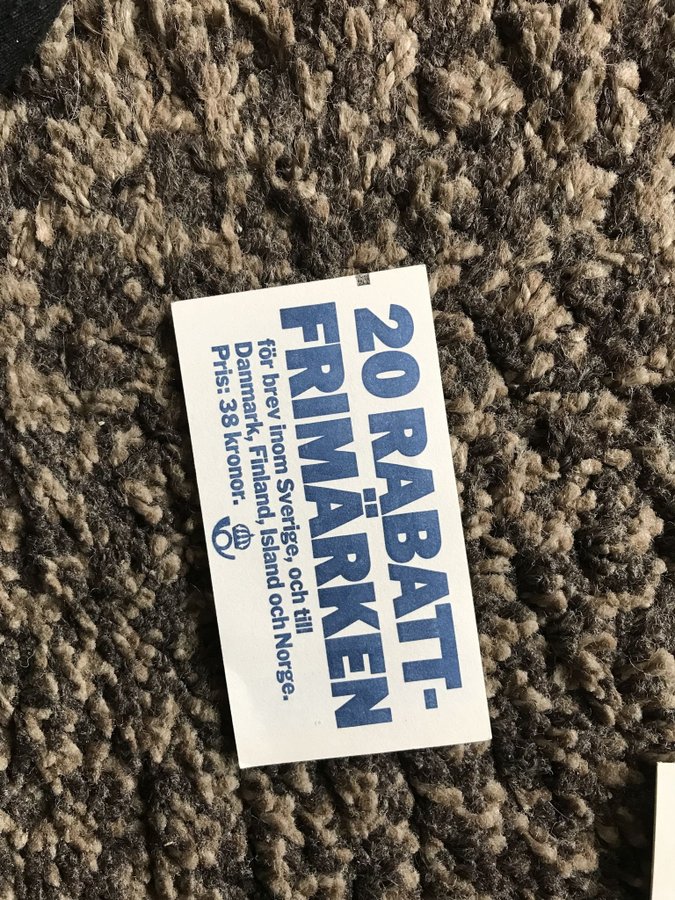 20 RABATT-
FRIMÄRKEN
för brev inom Sverige, och till
Danmark, Finland, Island och Norge.
Pris: 38 kronor.